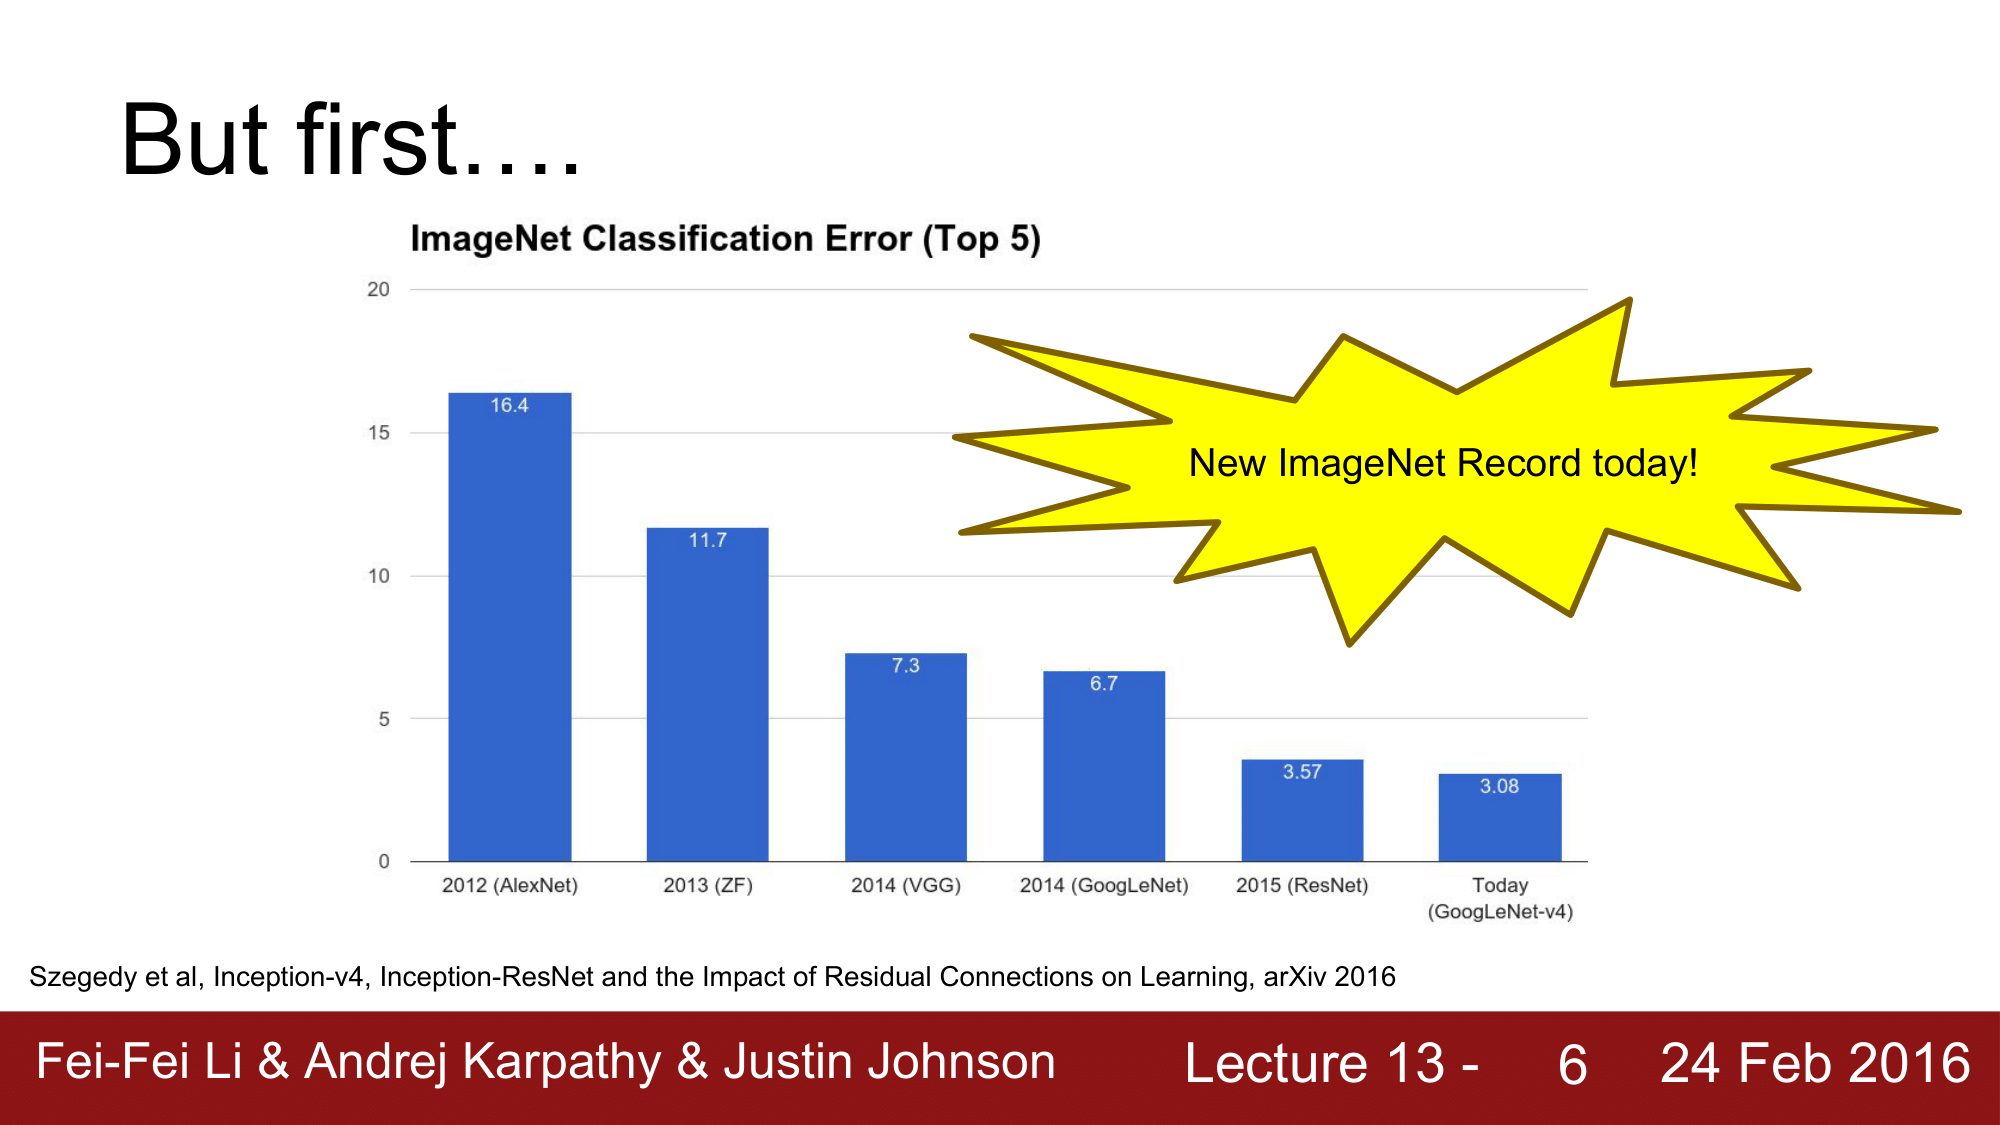 But first….
ImageNet Classification Error (Top 5)
20
15
10
5
0
16.4
11.7
7.3
6.7
3.57
3.08
New ImageNet Record today!
2012 (AlexNet)
2013 (ZF)
2014 (VGG)
2014 (GoogLeNet)
2015 (ResNet)
Today
(GoogLeNet-v4)
Szegedy et al, Inception-v4, Inception-ResNet and the Impact of Residual Connections on Learning, arXiv 2016
Fei-Fei Li & Andrej Karpathy & Justin Johnson
Lecture 13 - 6
24 Feb 2016